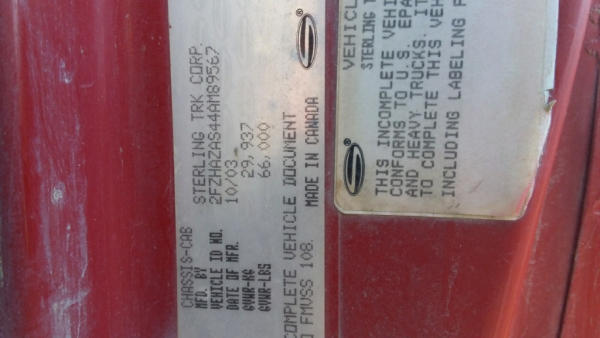 CHASSIS-CAB
MFD. BY STERLING TRK CORP.
VEHICLE ID NO. 2FZHAZAS44AM89567
DATE OF MFR. 10/03
GVWR-KG 29,937
GVWR-LBS 66,000
COMPLETE VEHICLE DOCUMENT
FMVSS 108. MADE IN CANADA
VEHICL
STERLING T
THIS INCOMPLETE VEHI
CONFORMS TO U.S. EPA
AND HEAVY TRUCKS. IT
TO COMPLETE THIS VEH
INCLUDING LABELING